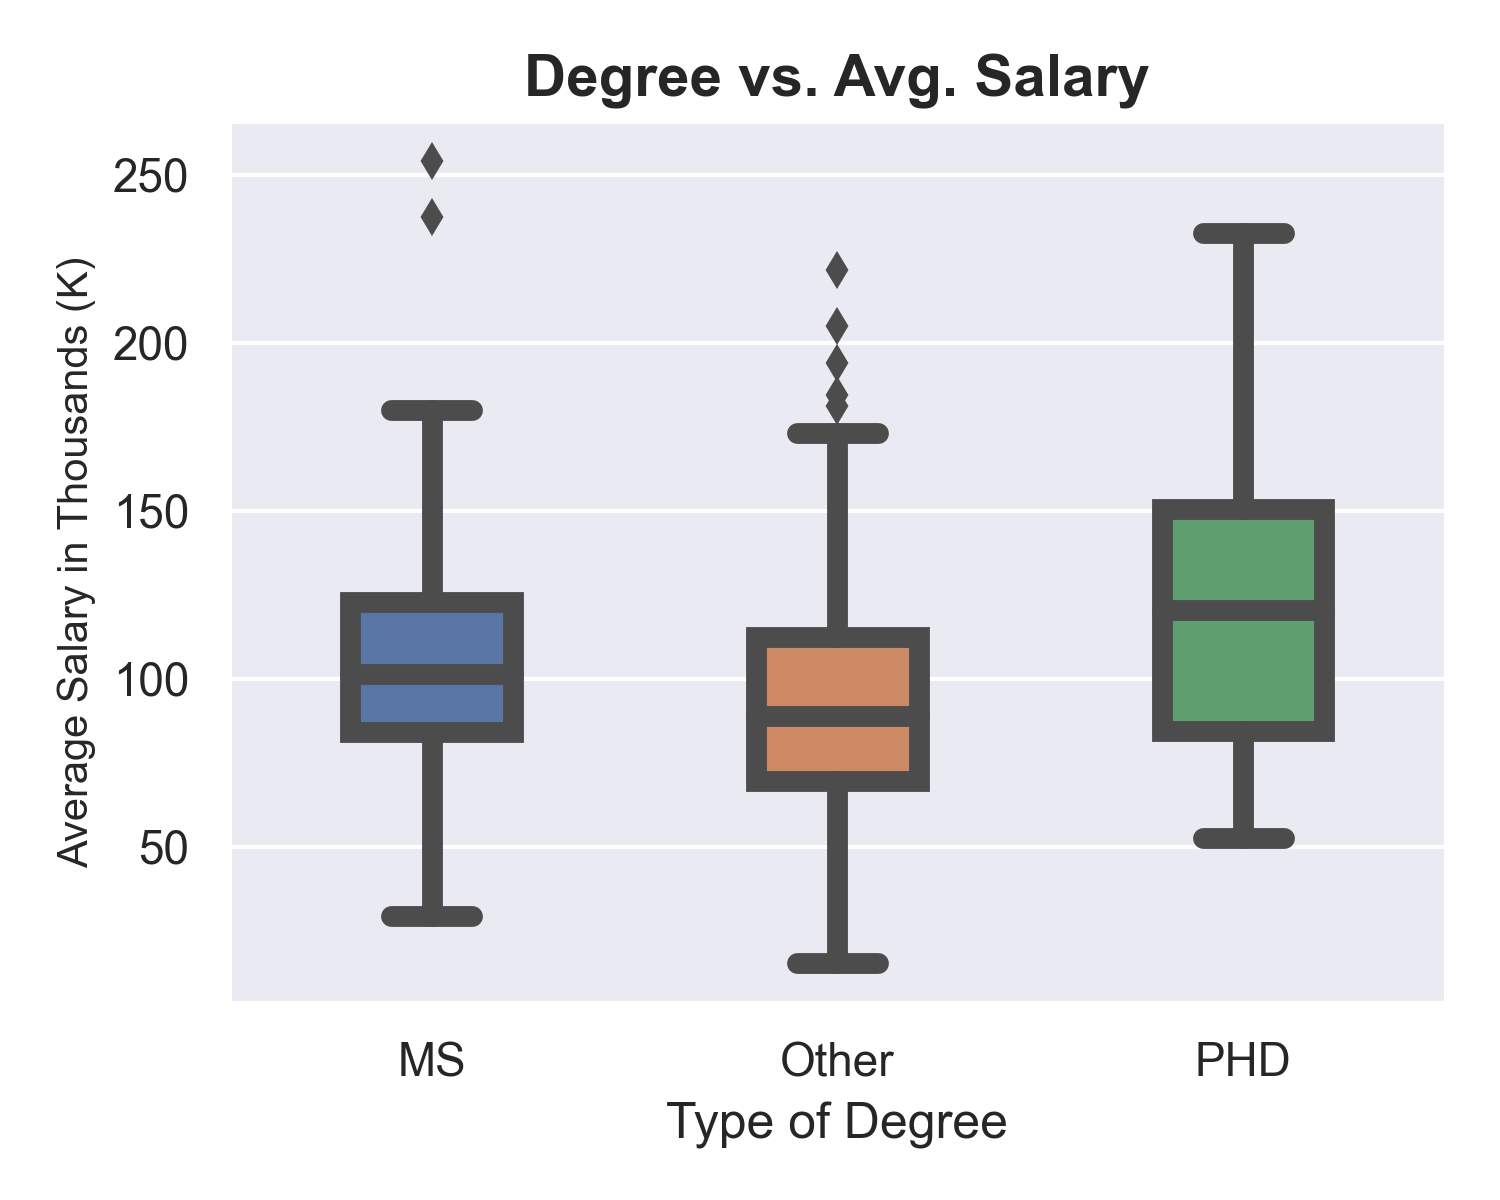 Degree vs. Avg. Salary
Average Salary in Thousands (K)
250
200
150
100
50
MS
Other
PHD
Type of Degree